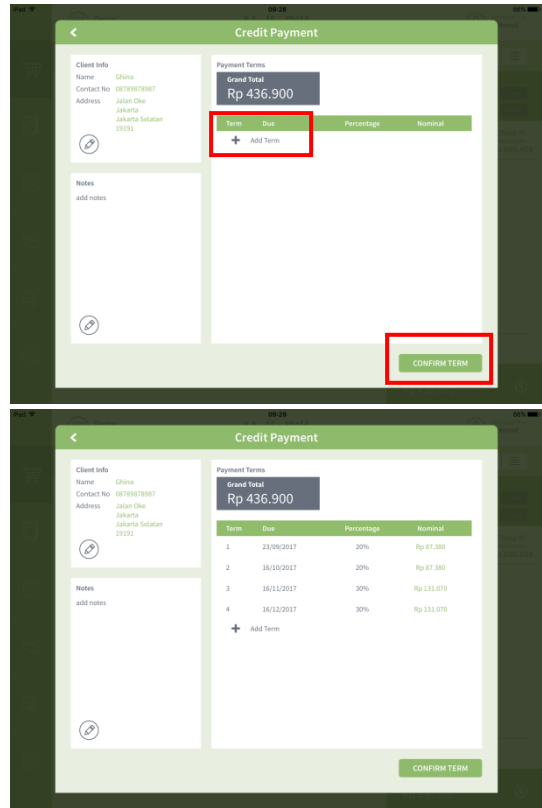 iPad
09:28
86%
Credit Payment
Client Info
Name Ghina
Contact No 08789878987
Address Jalan Oke
Jakarta
Jakarta Selatan
19191
Notes
add notes
Payment Terms
Grand Total
Rp 436.900
Term Due Percentage Nominal
Add Term
CONFIRM TERM
iPad
09:29
86%
Credit Payment
Client Info
Name Ghina
Contact No 08789878987
Address Jalan Oke
Jakarta
Jakarta Selatan
19191
Notes
add notes
Payment Terms
Grand Total
Rp 436.900
Term Due Percentage Nominal
1 23/09/2017 20% Rp 87.380
2 16/10/2017 20% Rp 87.380
3 16/11/2017 30% Rp 131.070
4 16/12/2017 30% Rp 131.070
Add Term
CONFIRM TERM